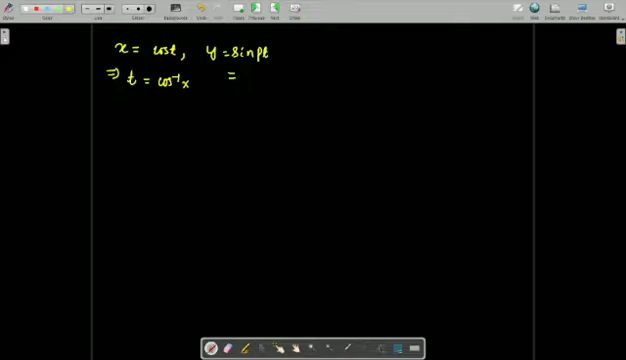 x = cost, y = sinpt
⇒ t = cos⁻¹x =